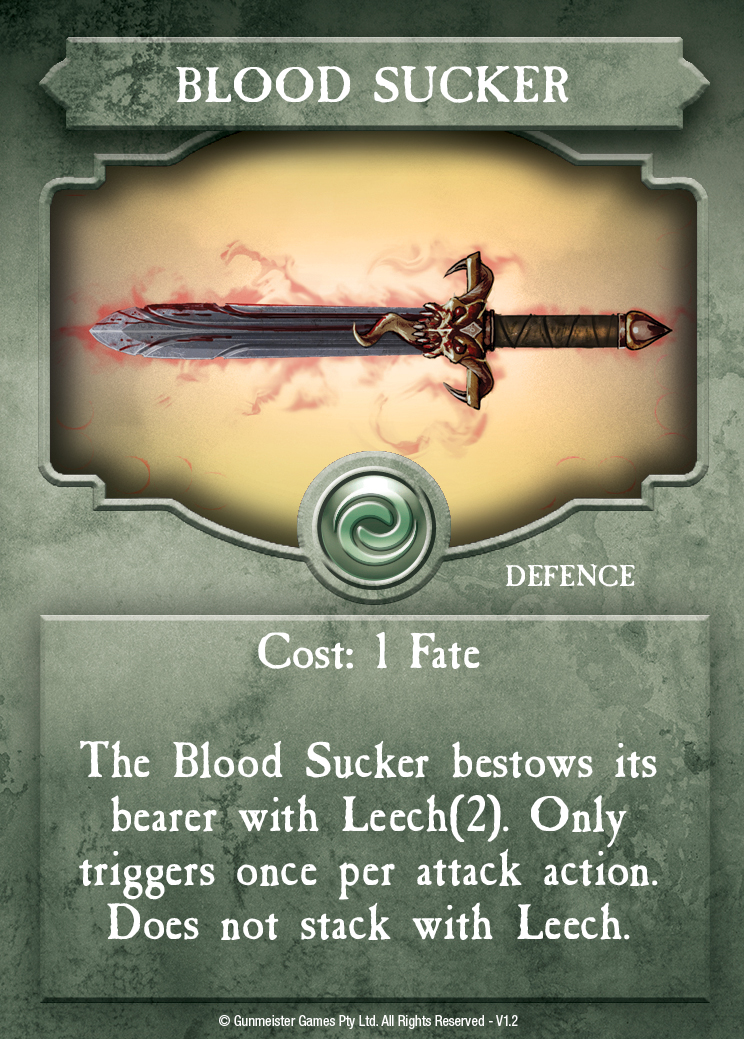 BLOOD SUCKER
DEFENCE
Cost: 1 Fate
The Blood Sucker bestows its
bearer with Leech(2). Only
triggers once per attack action.
Does not stack with Leech.
© Gunmeister Games Pty Ltd. All Rights Reserved - V1.2